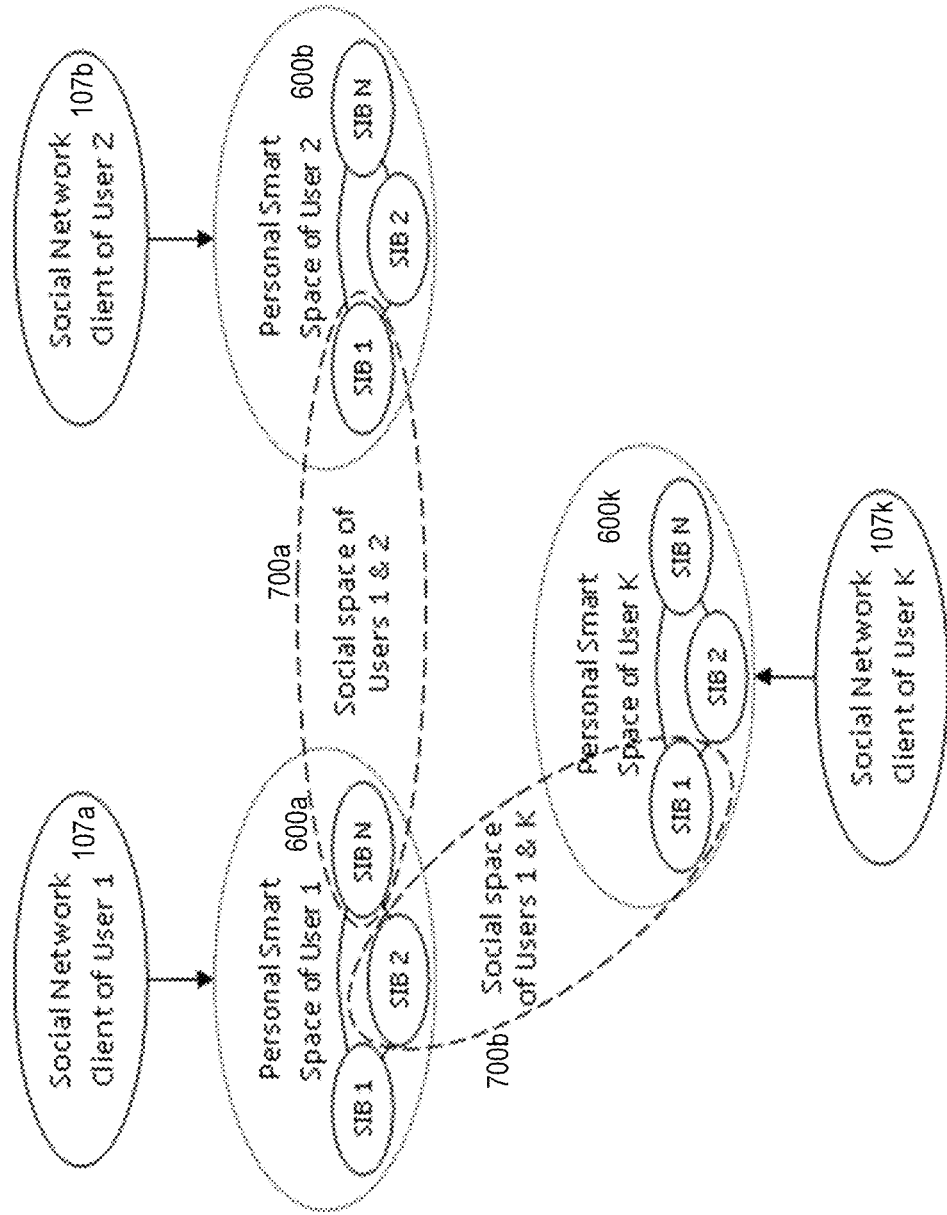 Social Network
Client of User 1
107a
Personal Smart
Space of User 1
600a
SIB 1
SIB 2
SIB N
Social Network
Client of User 2
107b
Personal Smart
Space of User 2
600b
SIB 1
SIB 2
SIB N
700a
Social space of
Users 1 & 2
700b
Social space
of Users 1 & K
Personal Smart
Space of User K
600k
SIB 1
SIB 2
SIB N
Social Network
Client of User K
107k